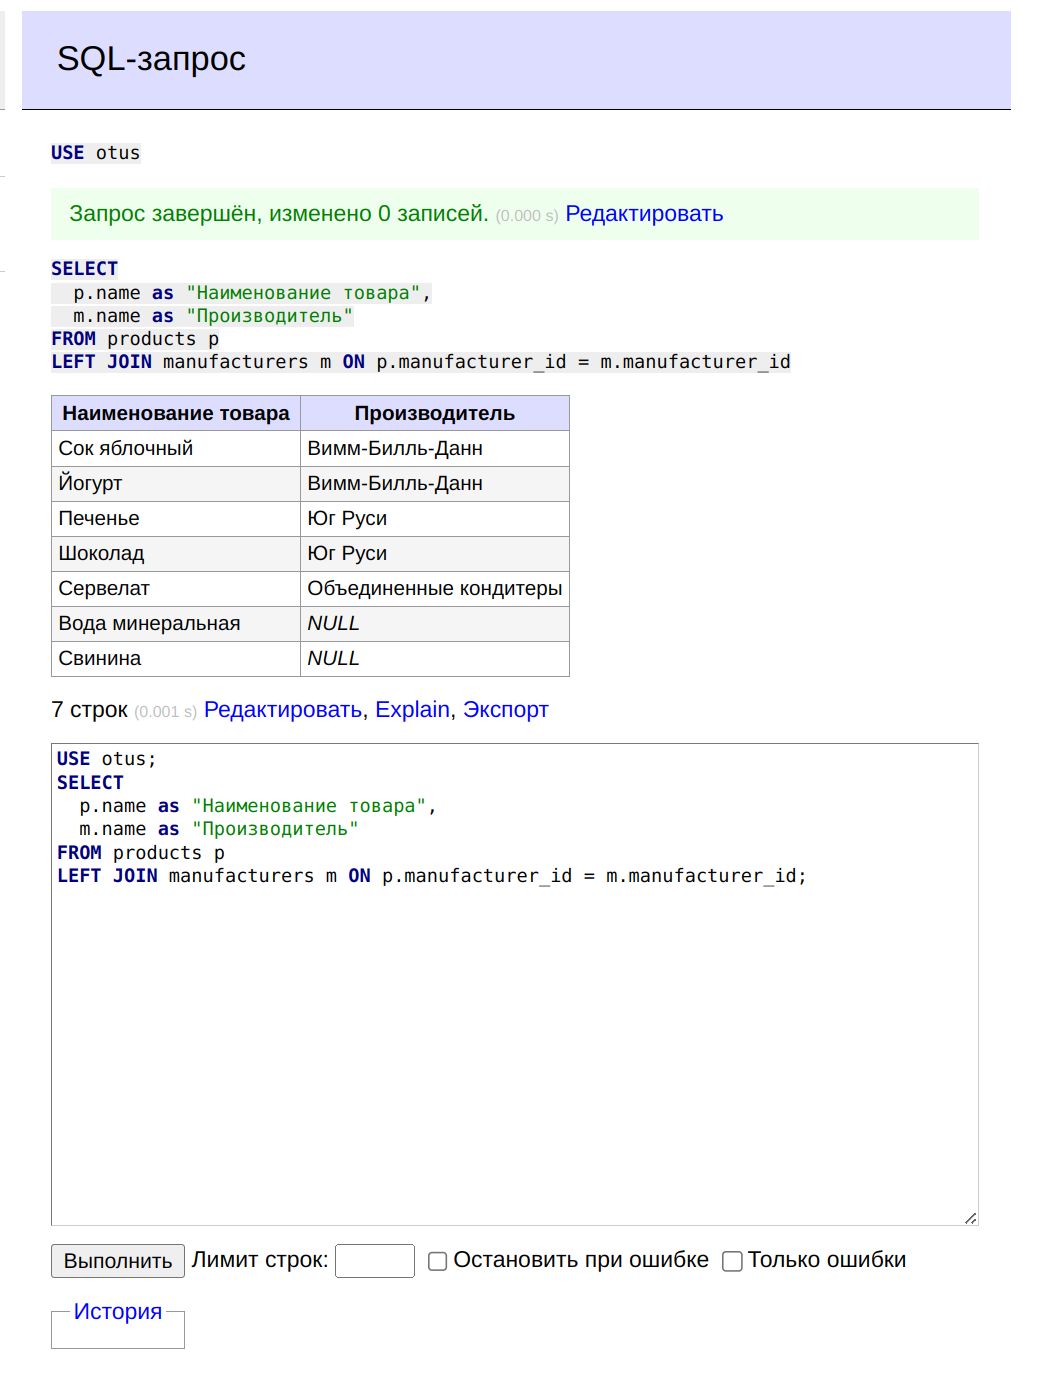 SQL-запрос
USE otus
Запрос завершён, изменено 0 записей. (0.000 s) Редактировать
SELECT
  p.name as "Наименование товара",
  m.name as "Производитель"
FROM products p
LEFT JOIN manufacturers m ON p.manufacturer_id = m.manufacturer_id
Наименование товара Производитель
Сок яблочный Вимм-Билль-Данн
Йогурт Вимм-Билль-Данн
Печенье Юг Руси
Шоколад Юг Руси
Сервелат Объединенные кондитеры
Вода минеральная NULL
Свинина NULL
7 строк (0.001 s) Редактировать, Explain, Экспорт
USE otus;
SELECT
  p.name as "Наименование товара",
  m.name as "Производитель"
FROM products p
LEFT JOIN manufacturers m ON p.manufacturer_id = m.manufacturer_id;
Выполнить Лимит строк: Остановить при ошибке Только ошибки
История